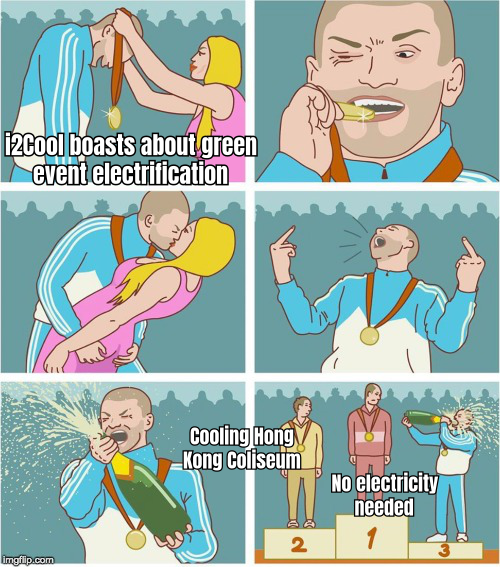 i2Cool boasts about green
event electrification
Cooling Hong
Kong Coliseum
No electricity
needed
2
1
3
imgflip.com